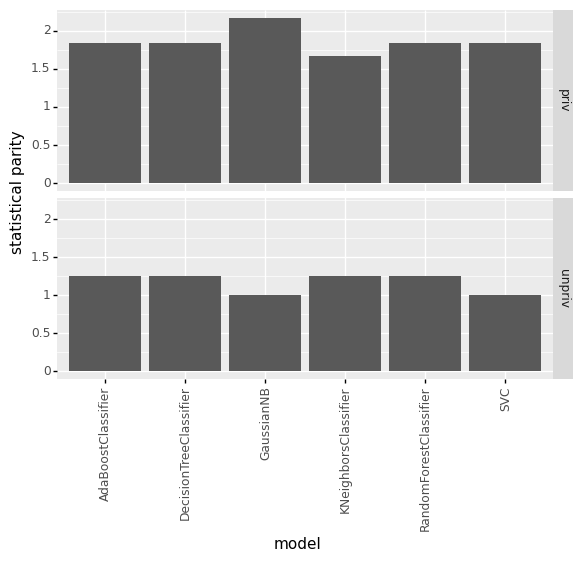 statistical parity
2
1.5
1
0.5
0
priv
2
1.5
1
0.5
0
unpriv
AdaBoostClassifier
DecisionTreeClassifier
GaussianNB
KNeighborsClassifier
RandomForestClassifier
SVC
model